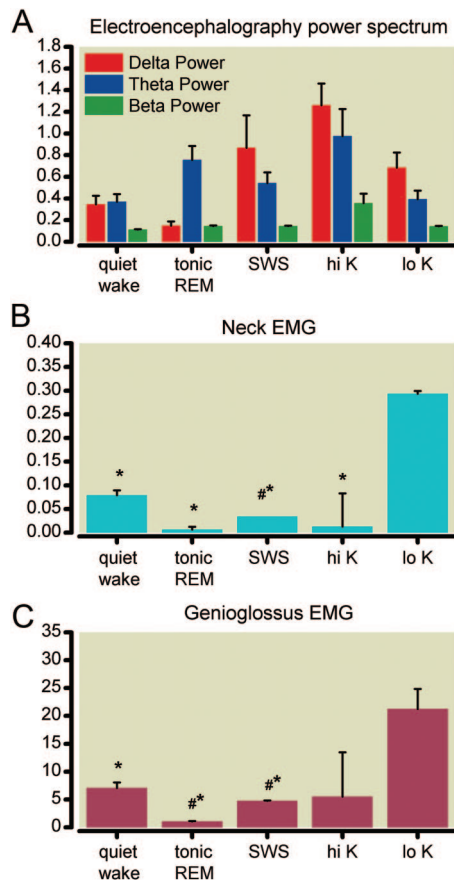 A
Electroencephalography power spectrum
1.8
1.6
1.4
1.2
1.0
0.8
0.6
0.4
0.2
0.0
Delta Power
Theta Power
Beta Power
quiet wake
tonic REM
SWS
hi K
lo K
B
Neck EMG
0.40
0.35
0.30
0.25
0.20
0.15
0.10
0.05
0.00
*
*
#*
*
quiet wake
tonic REM
SWS
hi K
lo K
C
Genioglossus EMG
35
30
25
20
15
10
5
0
*
#*
#*
quiet wake
tonic REM
SWS
hi K
lo K